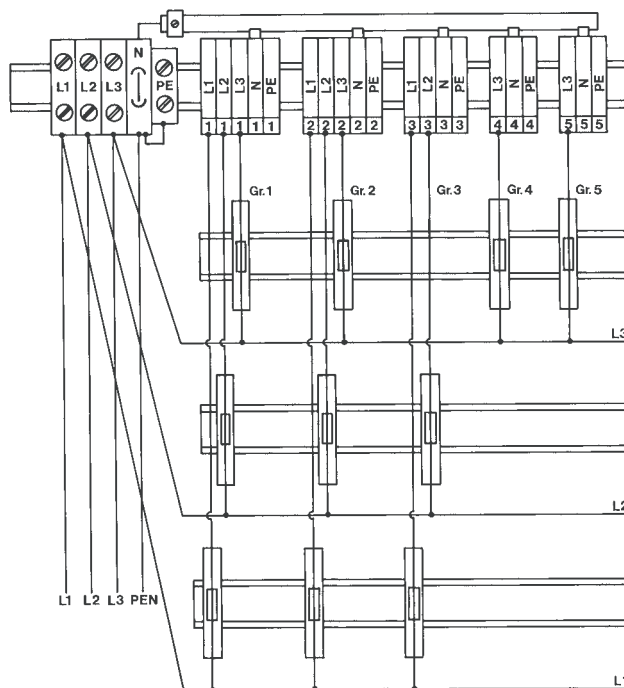 N
L1 L2 L3 PE
L1 L2 L3 N PE
1 1 1 1 1
L1 L2 L3 N PE
2 2 2 2 2
L1 L2 N PE
3 3 3 3
L3 N PE
4 4 4
L3 N PE
5 5 5
Gr.1 Gr.2 Gr.3 Gr.4 Gr.5
L3
L2
L1 L2 L3 PEN
L1